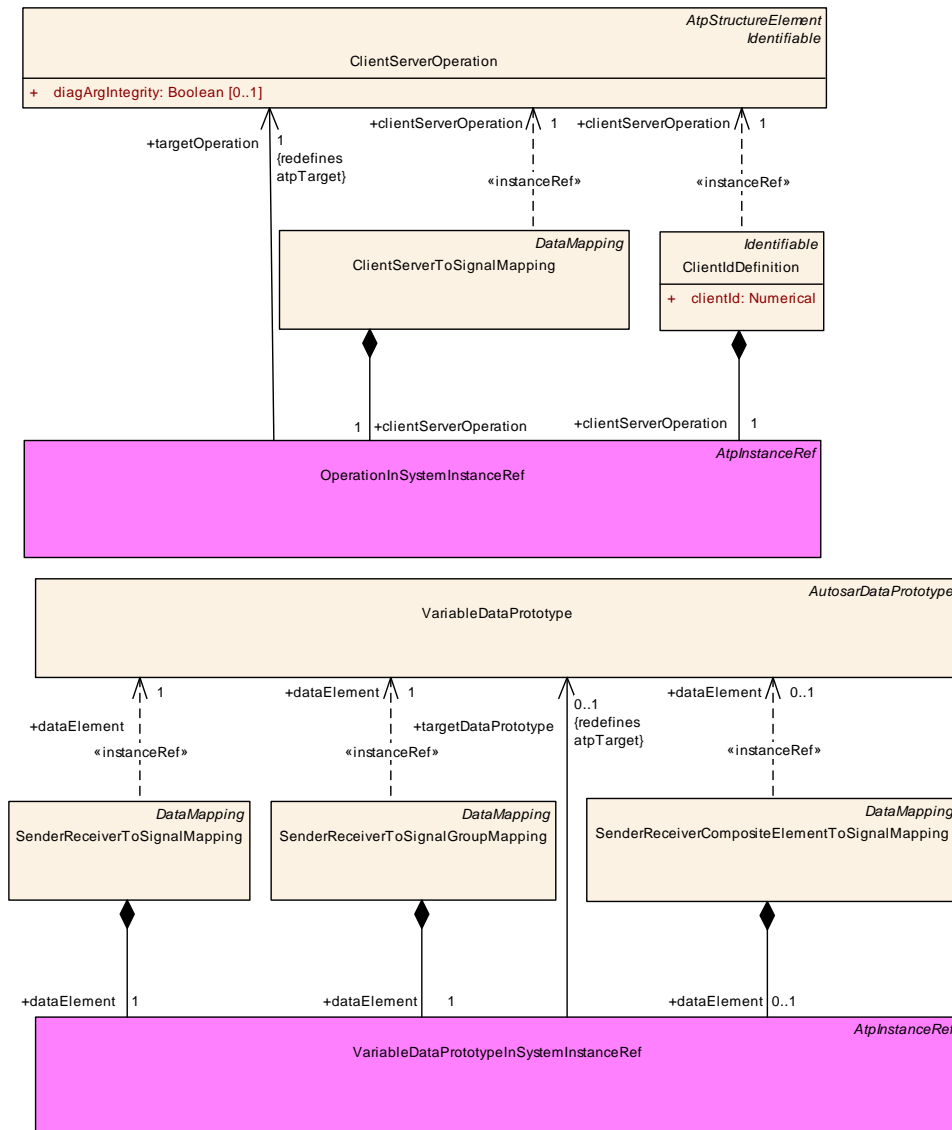 AtpStructureElement
Identifiable
ClientServerOperation
+ diagArgIntegrity: Boolean [0..1]
+targetOperation
1
{redefines
atpTarget}
+clientServerOperation 1
+clientServerOperation 1
«instanceRef»
«instanceRef»
DataMapping
ClientServerToSignalMapping
Identifiable
ClientIdDefinition
+ clientId: Numerical
1 +clientServerOperation
+clientServerOperation 1
AtpInstanceRef
OperationInSystemInstanceRef
AutosarDataPrototype
VariableDataPrototype
1
+dataElement
«instanceRef»
+dataElement 1
«instanceRef»
+targetDataPrototype
0..1
{redefines
atpTarget}
+dataElement 0..1
«instanceRef»
DataMapping
SenderReceiverToSignalMapping
DataMapping
SenderReceiverToSignalGroupMapping
DataMapping
SenderReceiverCompositeElementToSignalMapping
+dataElement 1
+dataElement 1
+dataElement 0..1
AtpInstanceRef
VariableDataPrototypeInSystemInstanceRef